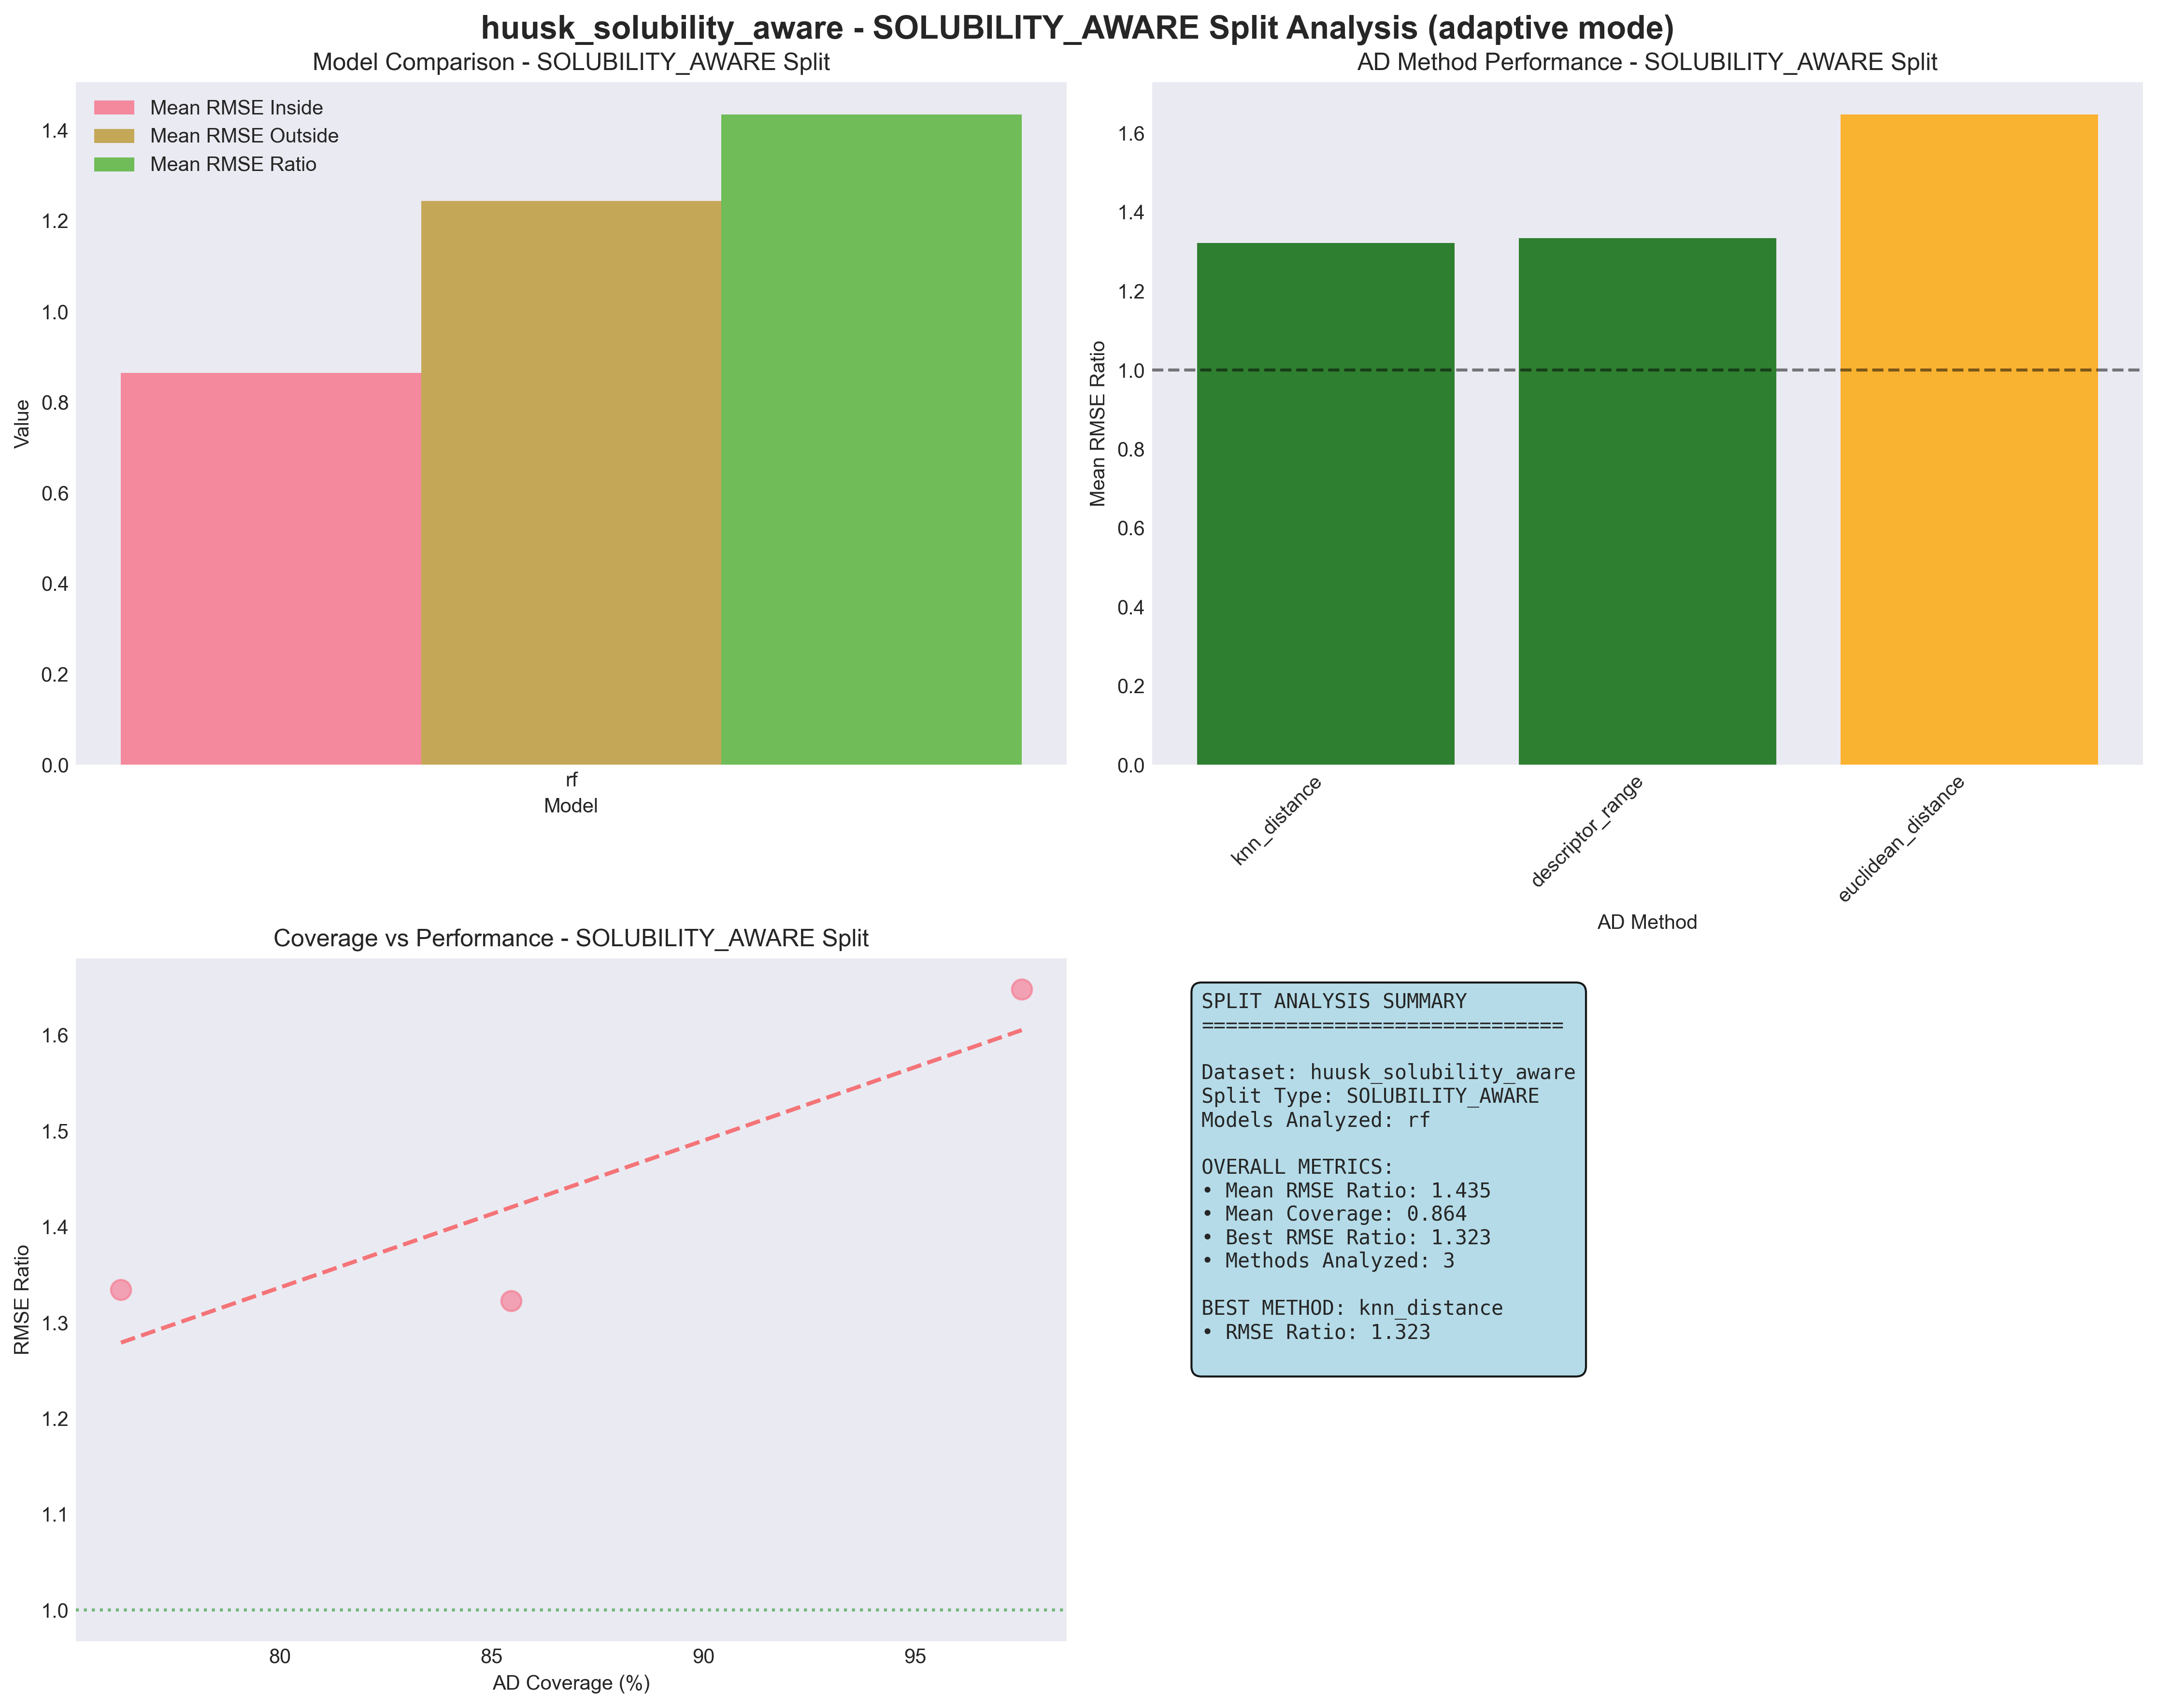 huusk_solubility_aware - SOLUBILITY_AWARE Split Analysis (adaptive mode)
Model Comparison - SOLUBILITY_AWARE Split
Mean RMSE Inside
Mean RMSE Outside
Mean RMSE Ratio
1.4
1.2
1.0
0.8
0.6
0.4
0.2
0.0
Value
rf
Model
AD Method Performance - SOLUBILITY_AWARE Split
1.6
1.4
1.2
1.0
0.8
0.6
0.4
0.2
0.0
Mean RMSE Ratio
knn_distance
descriptor_range
euclidean_distance
AD Method
Coverage vs Performance - SOLUBILITY_AWARE Split
1.6
1.5
1.4
1.3
1.2
1.1
1.0
RMSE Ratio
80
85
90
95
AD Coverage (%)
SPLIT ANALYSIS SUMMARY
==============================
Dataset: huusk_solubility_aware
Split Type: SOLUBILITY_AWARE
Models Analyzed: rf
OVERALL METRICS:
• Mean RMSE Ratio: 1.435
• Mean Coverage: 0.864
• Best RMSE Ratio: 1.323
• Methods Analyzed: 3
BEST METHOD: knn_distance
• RMSE Ratio: 1.323